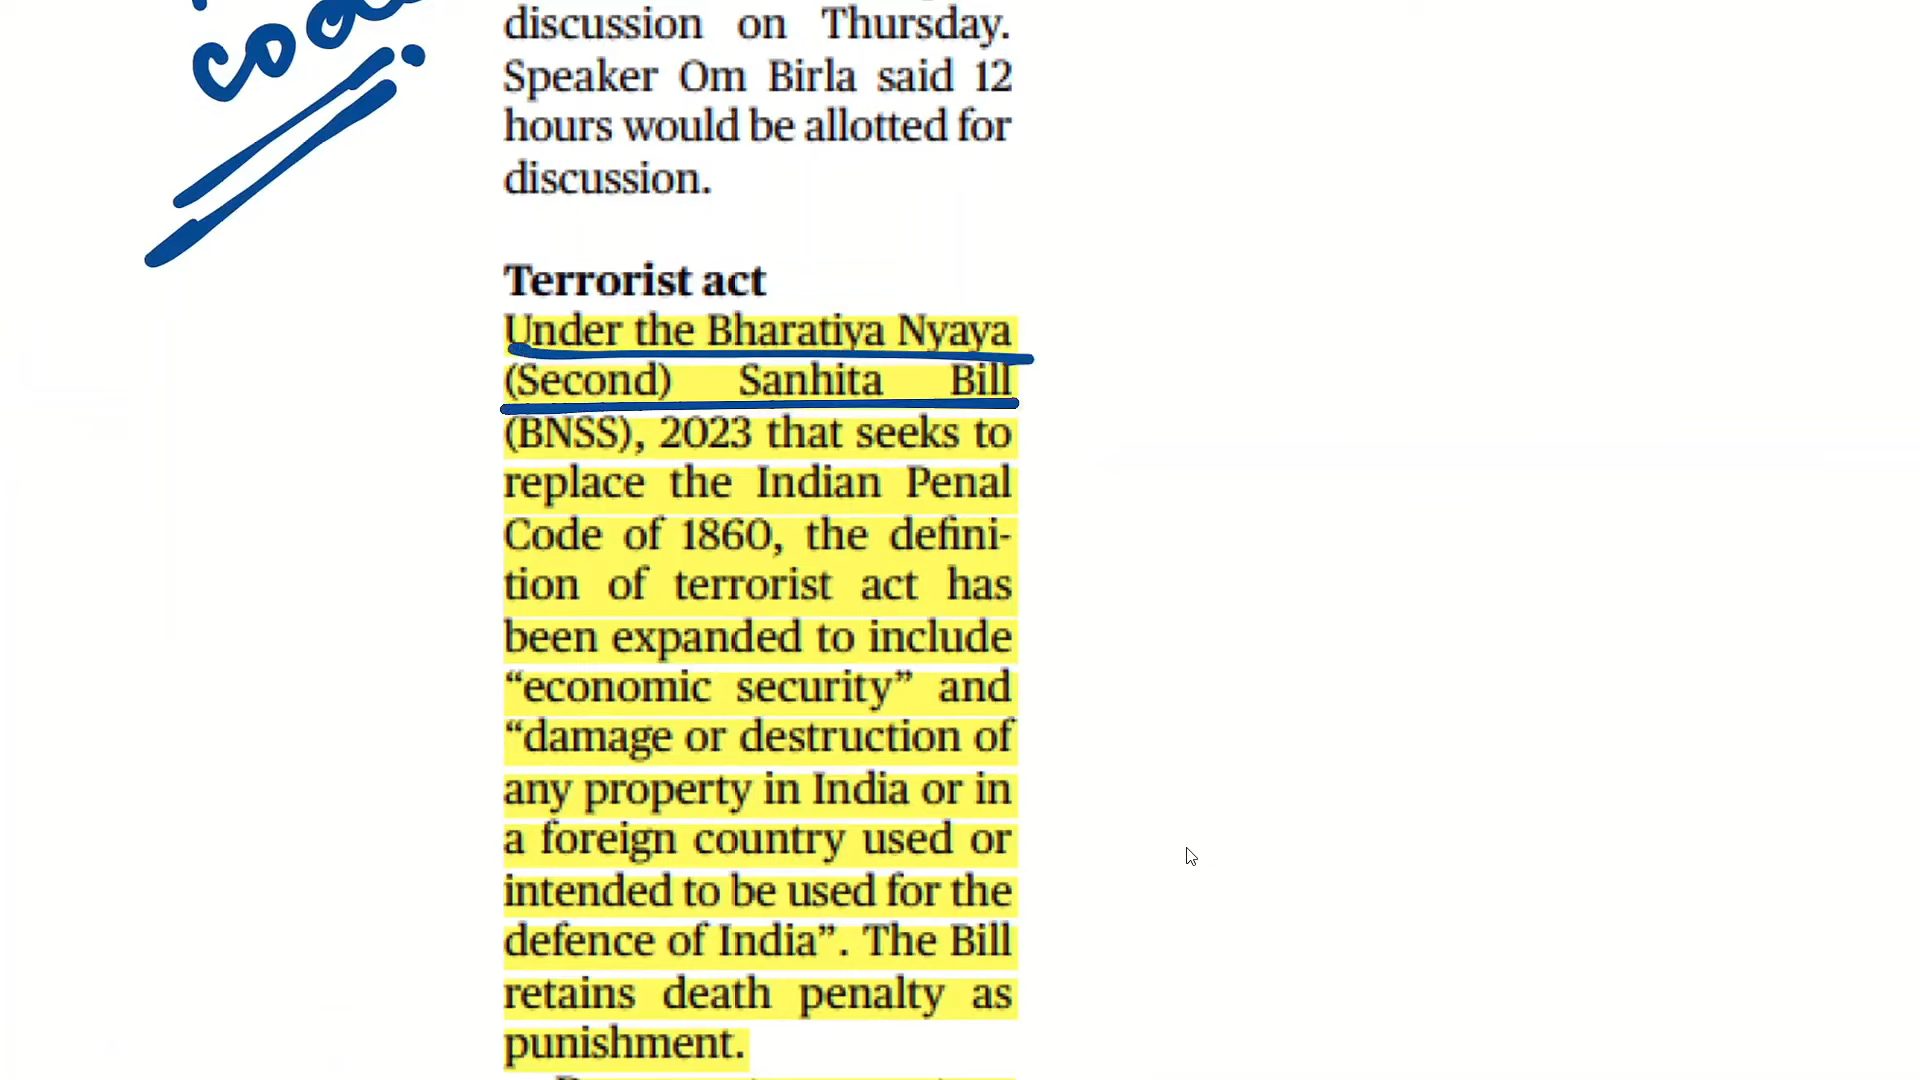 code
discussion on Thursday.
Speaker Om Birla said 12
hours would be allotted for
discussion.
Terrorist act
Under the Bharatiya Nyaya
(Second) Sanhita Bill
(BNSS), 2023 that seeks to
replace the Indian Penal
Code of 1860, the defini-
tion of terrorist act has
been expanded to include
“economic security” and
“damage or destruction of
any property in India or in
a foreign country used or
intended to be used for the
defence of India”. The Bill
retains death penalty as
punishment.